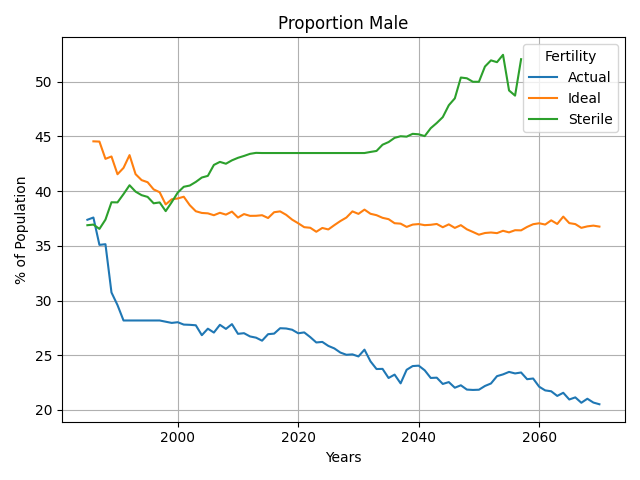 Proportion Male
% of Population
50
45
40
35
30
25
20
Fertility
Actual
Ideal
Sterile
2000
2020
2040
2060
Years